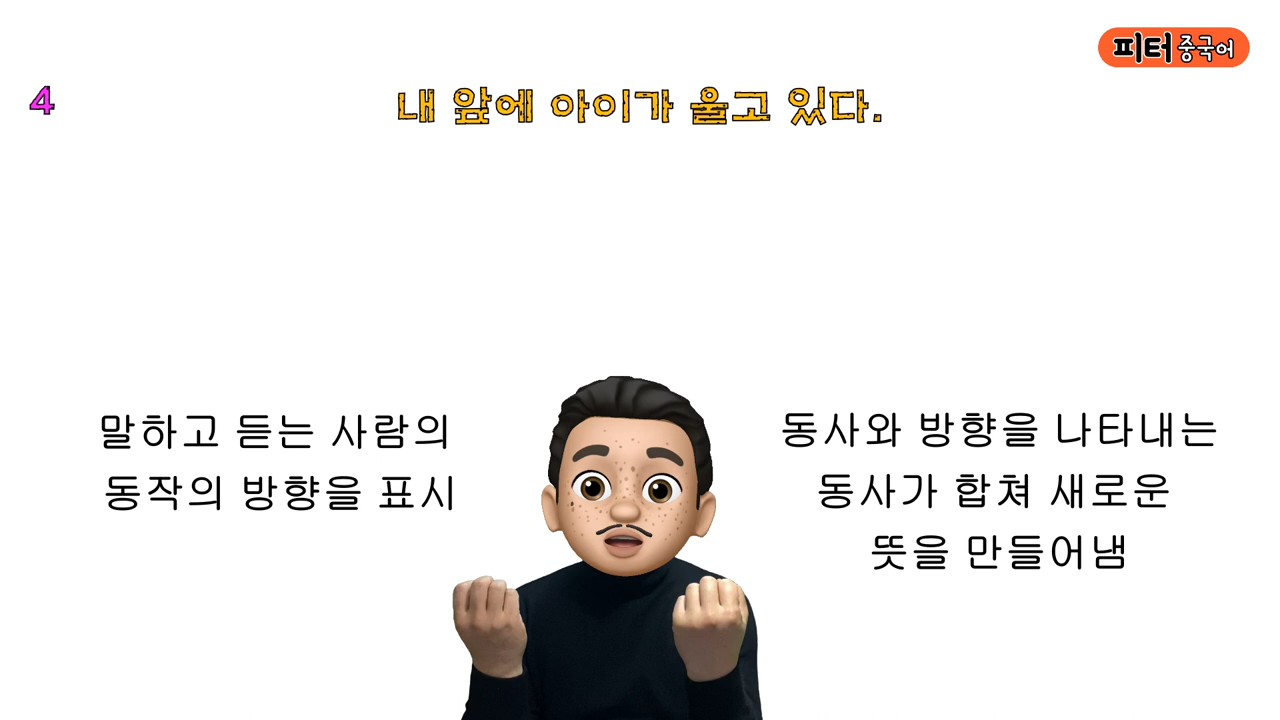 피터 중국어
4
내 앞에 아이가 울고 있다.
말하고 듣는 사람의
동작의 방향을 표시
동사와 방향을 나타내는
동사가 합쳐 새로운
뜻을 만들어냄